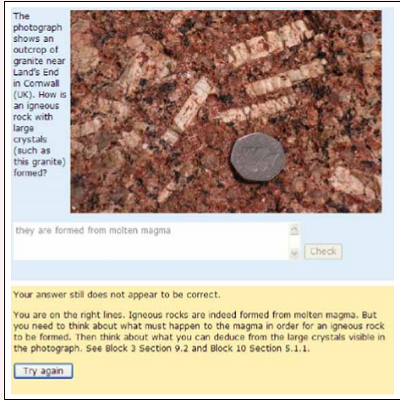 The
photograph
shows an
outcrop of
granite near
Land's End
in Cornwall
(UK). How is
an igneous
rock with
large
crystals
(such as
this granite)
formed?
they are formed from molten magma
Check
Your answer still does not appear to be correct.
You are on the right lines. Igneous rocks are indeed formed from molten magma. But
you need to think about what must happen to the magma in order for an igneous rock
to be formed. Then think about what you can deduce from the large crystals visible in
the photograph. See Block 3 Section 9.2 and Block 10 Section 5.1.1.
Try again